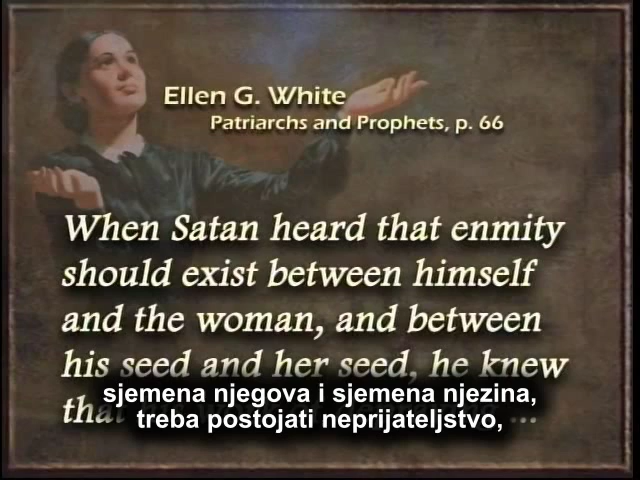 Ellen G. White
Patriarchs and Prophets, p. 66
When Satan heard that enmity
should exist between himself
and the woman, and between
his seed and her seed, he knew
that ...
sjemena njegova i sjemena njezina,
treba postojati neprijateljstvo,